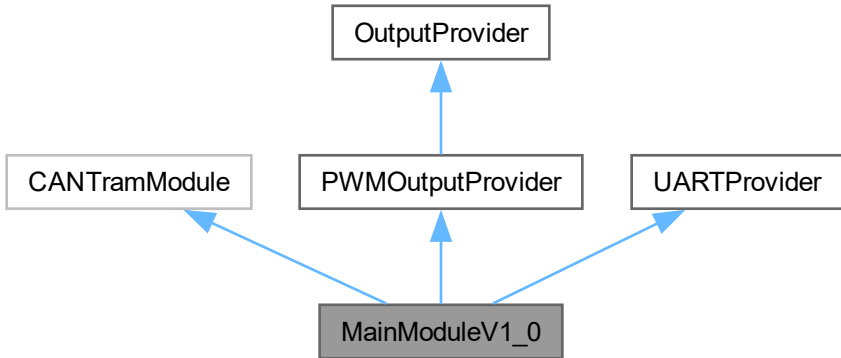 OutputProvider
CANTramModule
PWMOutputProvider
UARTProvider
MainModuleV1_0